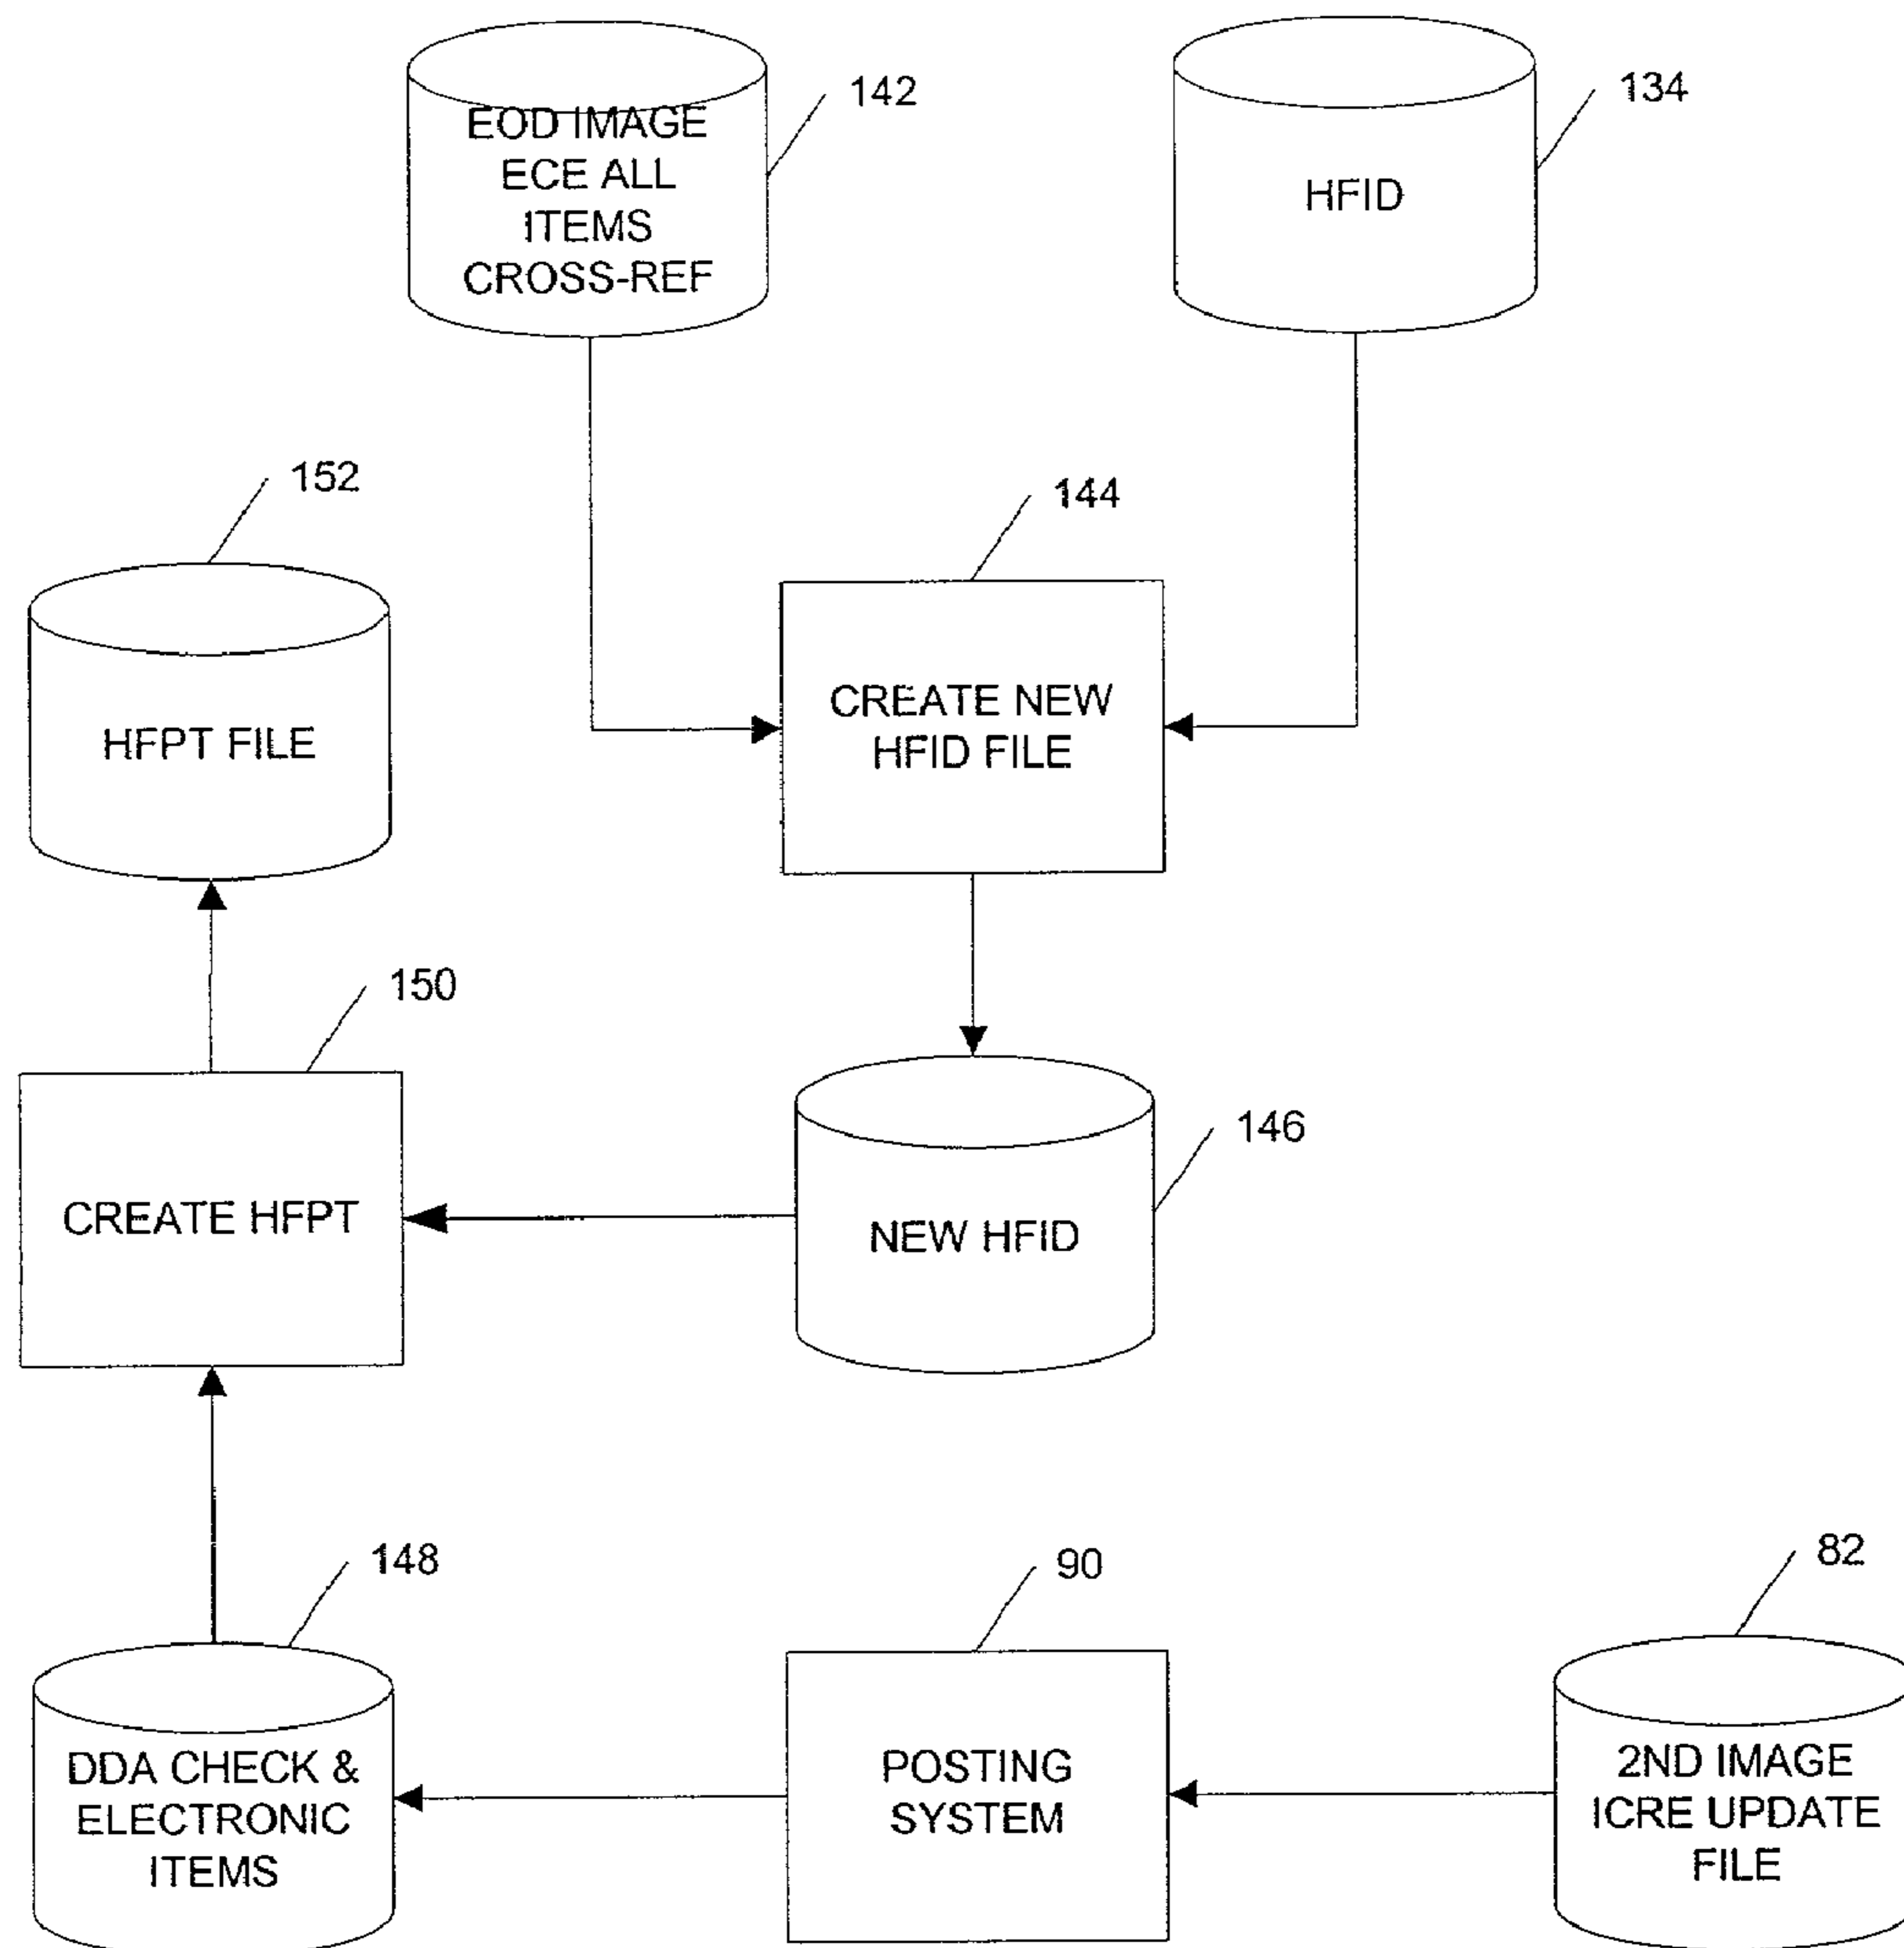 EOD IMAGE
ECE ALL
ITEMS
CROSS-REF
142
HFID
134
152
HFPT FILE
144
CREATE NEW
HFID FILE
150
CREATE HFPT
146
NEW HFID
148
DDA CHECK &
ELECTRONIC
ITEMS
90
POSTING
SYSTEM
82
2ND IMAGE
ICRE UPDATE
FILE